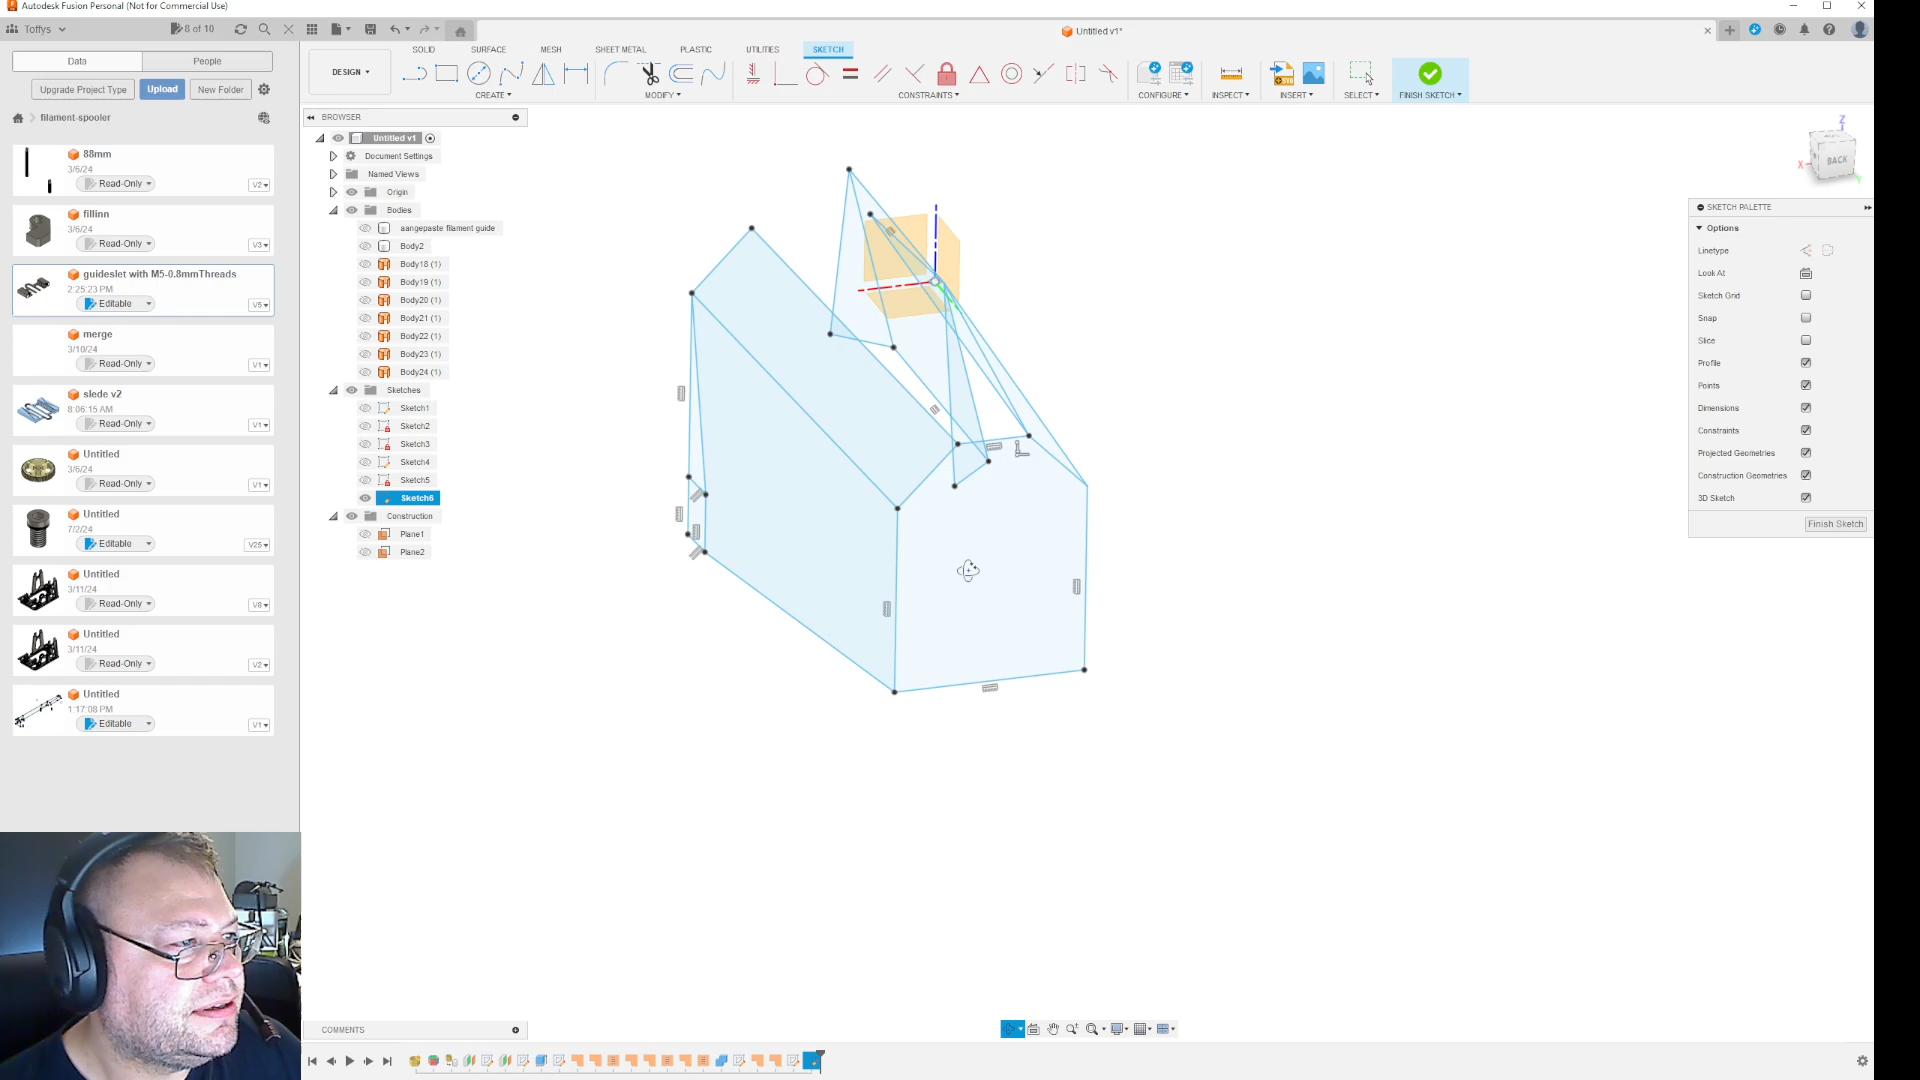 Autodesk Fusion Personal (Not for Commercial Use)
Toffys
8 of 10
Untitled v1*
Data
People
Upgrade Project Type
Upload
New Folder
filament-spooler
88mm
3/6/24
Read-Only
V2
fillinn
3/6/24
Read-Only
V3
guideslet with M5-0.8mmThreads
2:25:23 PM
Editable
V5
merge
3/10/24
Read-Only
V1
slede v2
8:06:15 AM
Read-Only
V1
Untitled
3/6/24
Read-Only
V1
Untitled
7/2/24
Editable
V25
Untitled
3/11/24
Read-Only
V8
Untitled
3/11/24
Read-Only
V2
Untitled
1:17:08 PM
Editable
V1
DESIGN
SOLID
SURFACE
MESH
SHEET METAL
PLASTIC
UTILITIES
SKETCH
CREATE
MODIFY
CONSTRAINTS
CONFIGURE
INSPECT
INSERT
SELECT
FINISH SKETCH
BROWSER
Untitled v1
Document Settings
Named Views
Origin
Bodies
aangepaste filament guide
Body2
Body18 (1)
Body19 (1)
Body20 (1)
Body21 (1)
Body22 (1)
Body23 (1)
Body24 (1)
Sketches
Sketch1
Sketch2
Sketch3
Sketch4
Sketch5
Sketch6
Construction
Plane1
Plane2
Z
X
BACK
SKETCH PALETTE
Options
Linetype
Look At
Sketch Grid
Snap
Slice
Profile
Points
Dimensions
Constraints
Projected Geometries
Construction Geometries
3D Sketch
Finish Sketch
COMMENTS